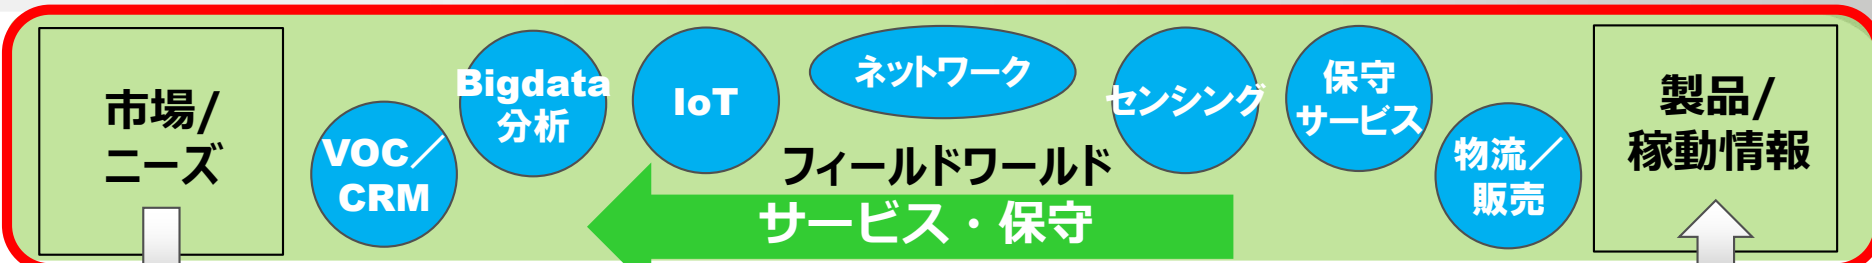 市場/
ニーズ
VOC／
CRM
Bigdata
分析
IoT
ネットワーク
センシング
保守
サービス
物流／
販売
製品/
稼動情報
フィールドワールド
サービス・保守